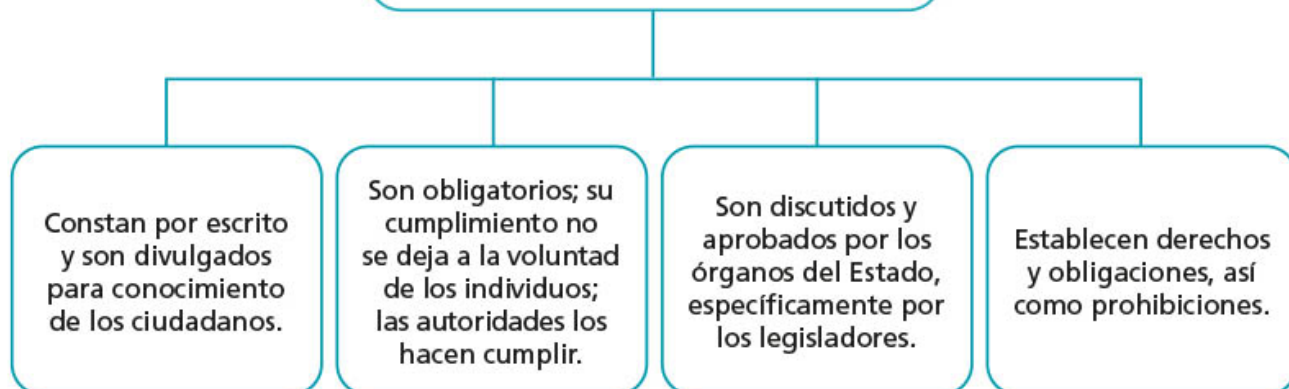 Constan por escrito
y son divulgados
para conocimiento
de los ciudadanos.
Son obligatorios; su
cumplimiento no
se deja a la voluntad
de los individuos;
las autoridades los
hacen cumplir.
Son discutidos y
aprobados por los
órganos del Estado,
específicamente por
los legisladores.
Establecen derechos
y obligaciones, así
como prohibiciones.